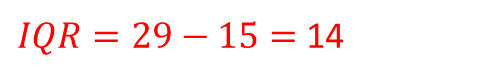 IQR = 29 − 15 = 14